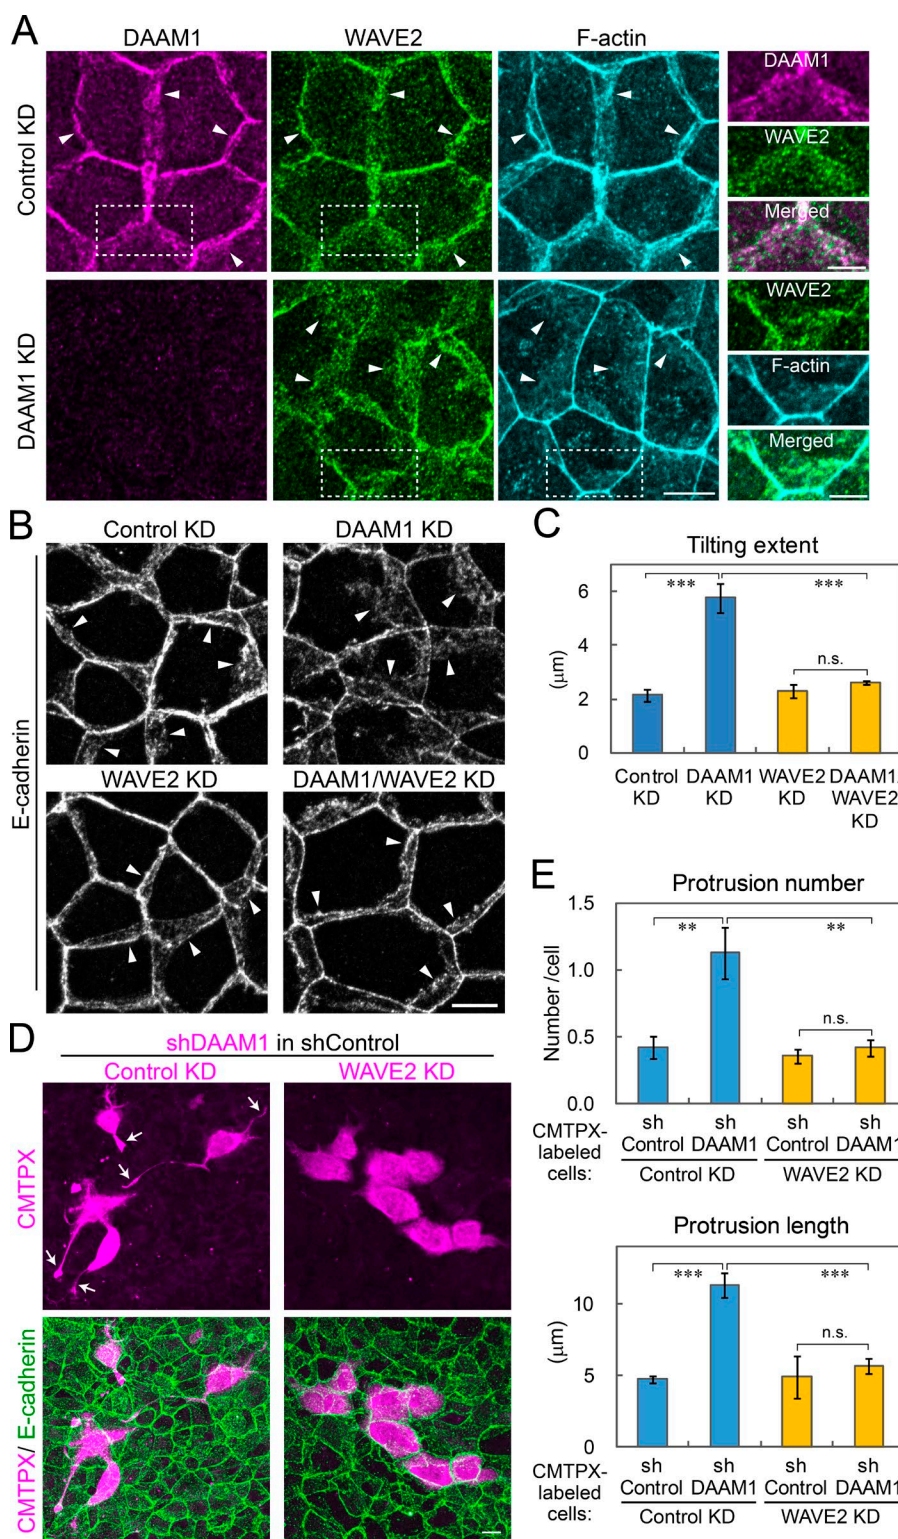 A
DAAM1
WAVE2
F-actin
Control KD
DAAM1 KD
DAAM1
WAVE2
Merged
WAVE2
F-actin
Merged
B
E-cadherin
Control KD
DAAM1 KD
WAVE2 KD
DAAM1/WAVE2 KD
C
Tilting extent
(μm)
6
4
2
0
***
***
n.s.
Control KD
DAAM1 KD
WAVE2 KD
DAAM1/ WAVE2 KD
D
shDAAM1 in shControl
Control KD
WAVE2 KD
CMTPX
CMTPX/ E-cadherin
E
Protrusion number
Number /cell
1.5
1.0
0.5
0.0
**
**
n.s.
CMTPX-labeled cells:
sh Control
sh DAAM1
sh Control
sh DAAM1
Control KD
WAVE2 KD
Protrusion length
(μm)
10
5
0
***
***
n.s.
CMTPX-labeled cells:
sh Control
sh DAAM1
sh Control
sh DAAM1
Control KD
WAVE2 KD